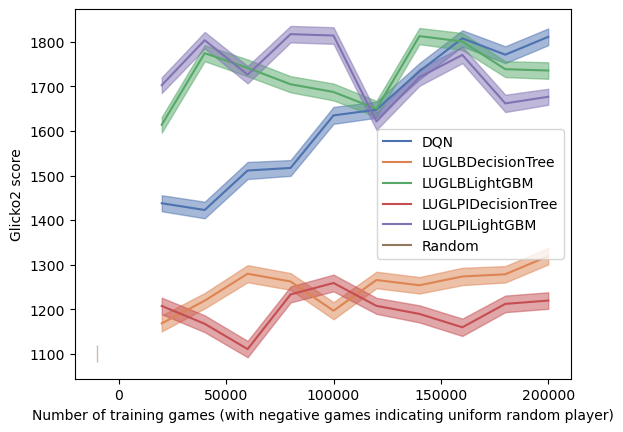 Glicko2 score
1800
1700
1600
1500
1400
1300
1200
1100
DQN
LUGLBDecisionTree
LUGLBLightGBM
LUGLPIDecisionTree
LUGLPILightGBM
Random
0 50000 100000 150000 200000
Number of training games (with negative games indicating uniform random player)